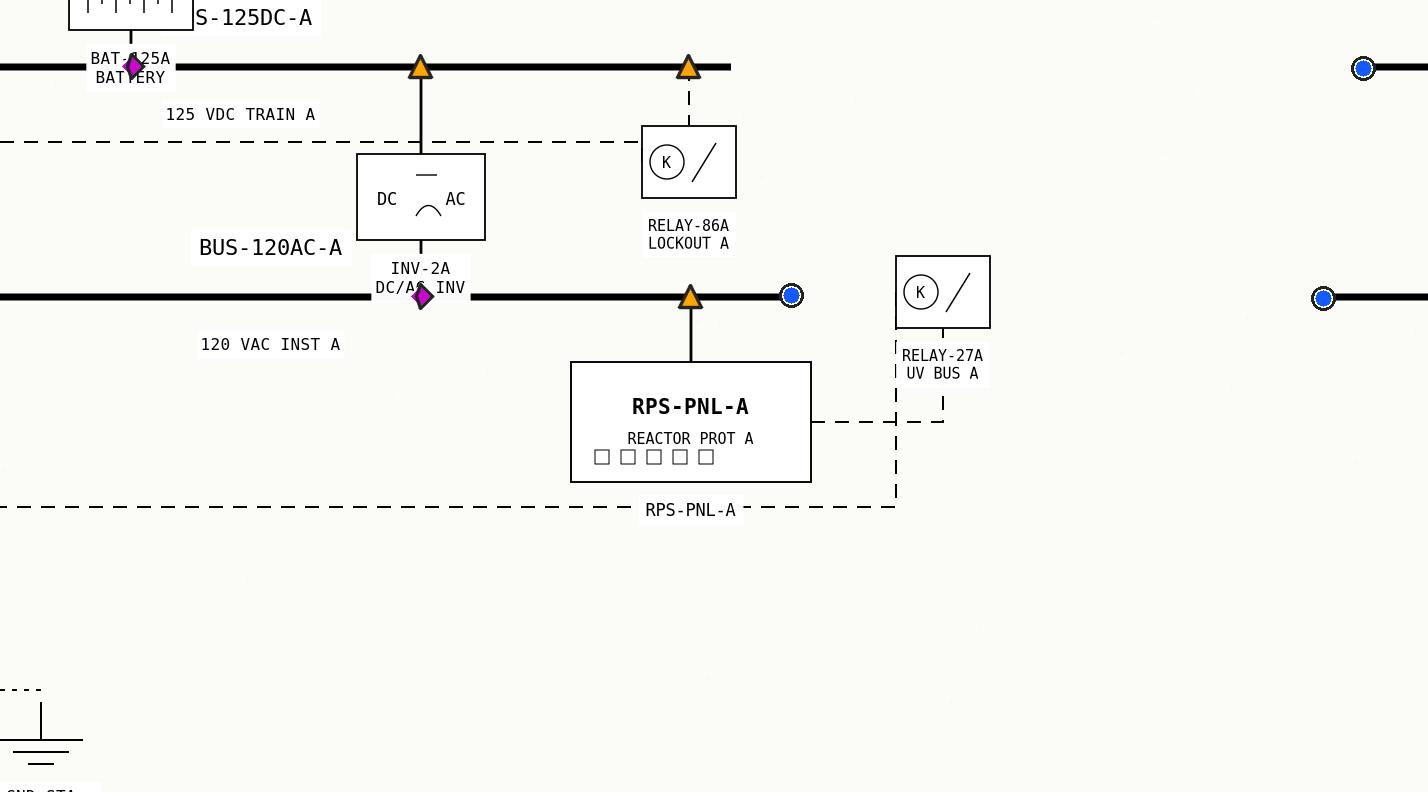 S-125DC-A
BAT-125A
BATTERY
125 VDC TRAIN A
DC AC
K
RELAY-86A
LOCKOUT A
BUS-120AC-A
INV-2A
DC/AC INV
K
120 VAC INST A
RELAY-27A
UV BUS A
RPS-PNL-A
REACTOR PROT A
RPS-PNL-A